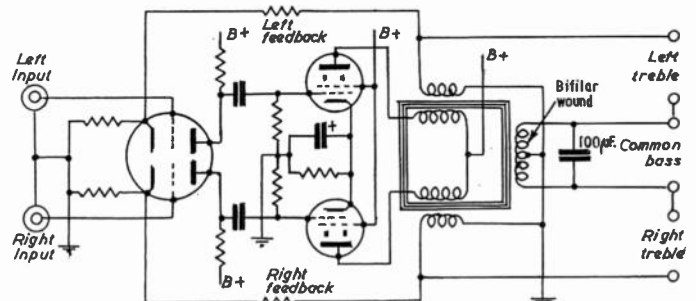 Left
feedback
B+
B+
B+
Left
Input
Left
treble
Bifilar
wound
+
100µF.
Common
bass
Right
Input
Right
treble
B+
Right
feedback